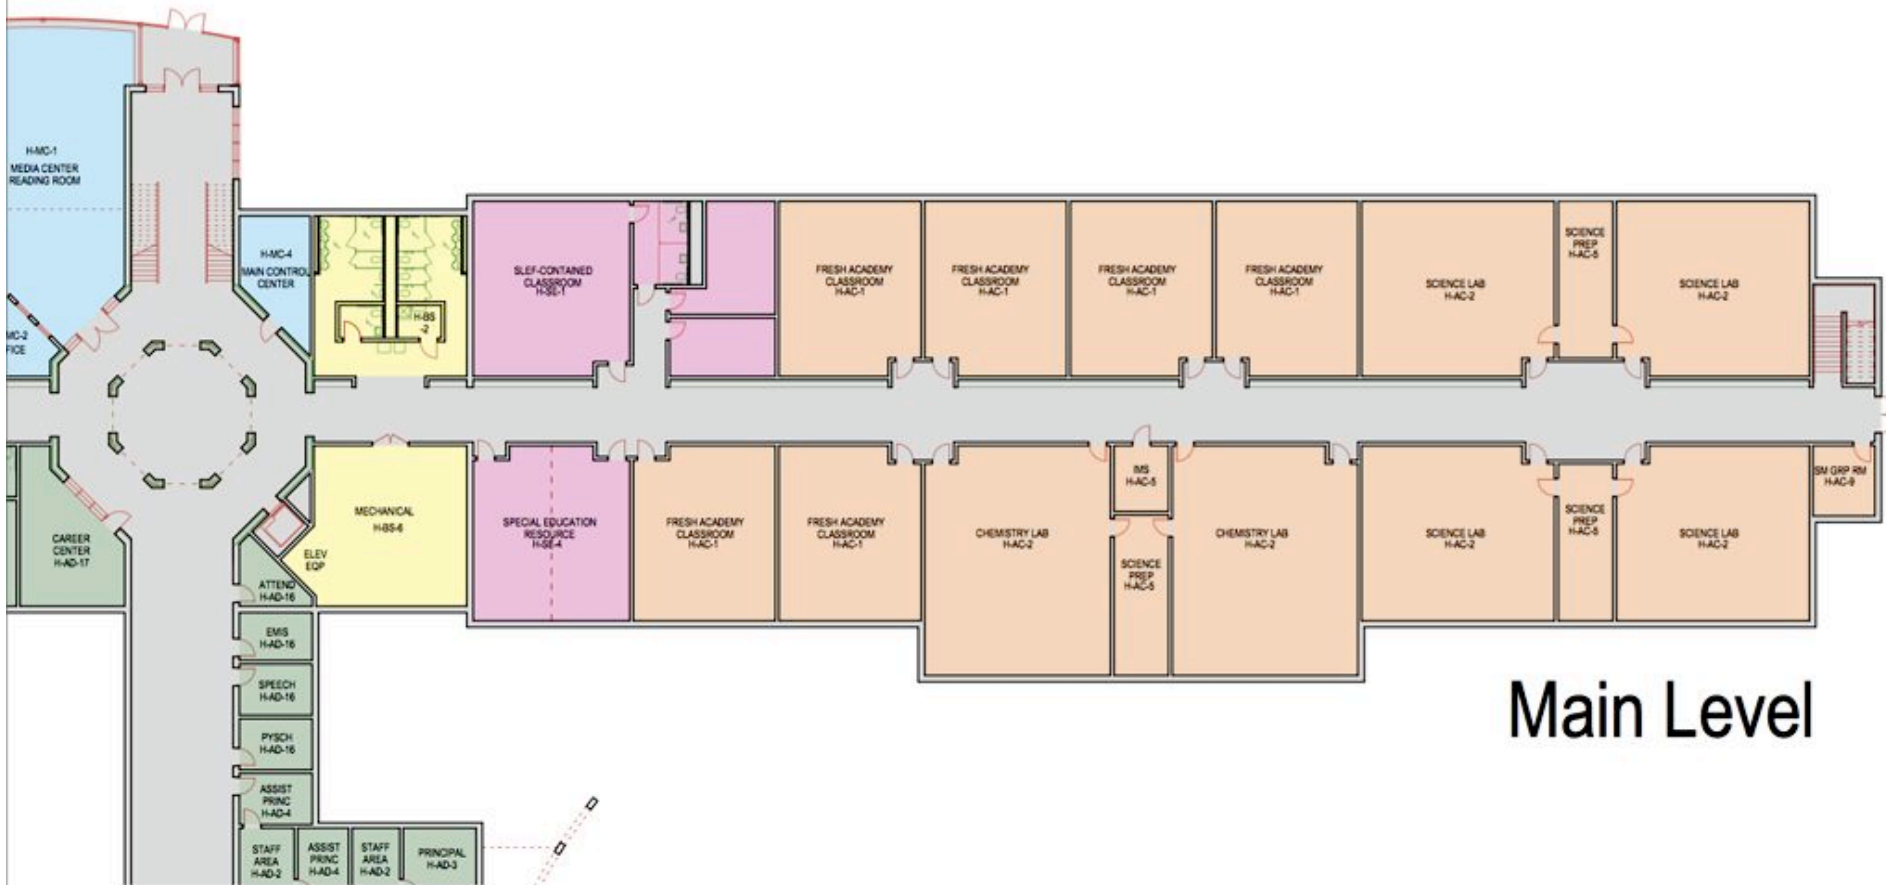 H-MC-1
MEDIA CENTER
READING ROOM
H-MC-4
MAIN CONTROL
CENTER
H-BS
-2
SLEF-CONTAINED
CLASSROOM
H-SE-1
FRESH ACADEMY
CLASSROOM
H-AC-1
FRESH ACADEMY
CLASSROOM
H-AC-1
FRESH ACADEMY
CLASSROOM
H-AC-1
FRESH ACADEMY
CLASSROOM
H-AC-1
SCIENCE LAB
H-AC-2
SCIENCE
PREP
H-AC-5
SCIENCE LAB
H-AC-2
MC-2
FICE
CAREER
CENTER
H-AD-17
MECHANICAL
H-BS-6
ELEV
EQP
ATTEND
H-AD-16
SPECIAL EDUCATION
RESOURCE
H-SE-4
FRESH ACADEMY
CLASSROOM
H-AC-1
FRESH ACADEMY
CLASSROOM
H-AC-1
CHEMISTRY LAB
H-AC-2
IMS
H-AC-5
SCIENCE
PREP
H-AC-5
CHEMISTRY LAB
H-AC-2
SCIENCE LAB
H-AC-2
SCIENCE
PREP
H-AC-5
SCIENCE LAB
H-AC-2
SM GRP RM
H-AC-9
EMIS
H-AD-16
SPEECH
H-AD-16
PYSCH
H-AD-16
ASSIST
PRINC
H-AD-4
STAFF
AREA
H-AD-2
ASSIST
PRINC
H-AD-4
STAFF
AREA
H-AD-2
PRINCIPAL
H-AD-3
Main Level